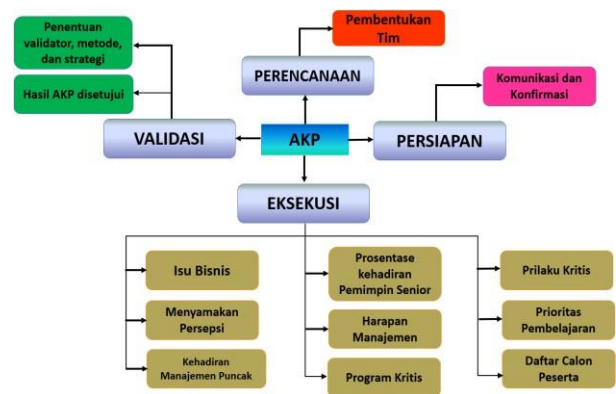 Penentuan
validator, metode,
dan strategi
Hasil AKP disetujui
VALIDASI
Pembentukan
Tim
PERENCANAAN
AKP
Komunikasi dan
Konfirmasi
PERSIAPAN
EKSEKUSI
Isu Bisnis
Menyamakan
Persepsi
Kehadiran
Manajemen Puncak
Prosentase
kehadiran
Pemimpin Senior
Harapan
Manajemen
Program Kritis
Prilaku Kritis
Prioritas
Pembelajaran
Daftar Calon
Peserta